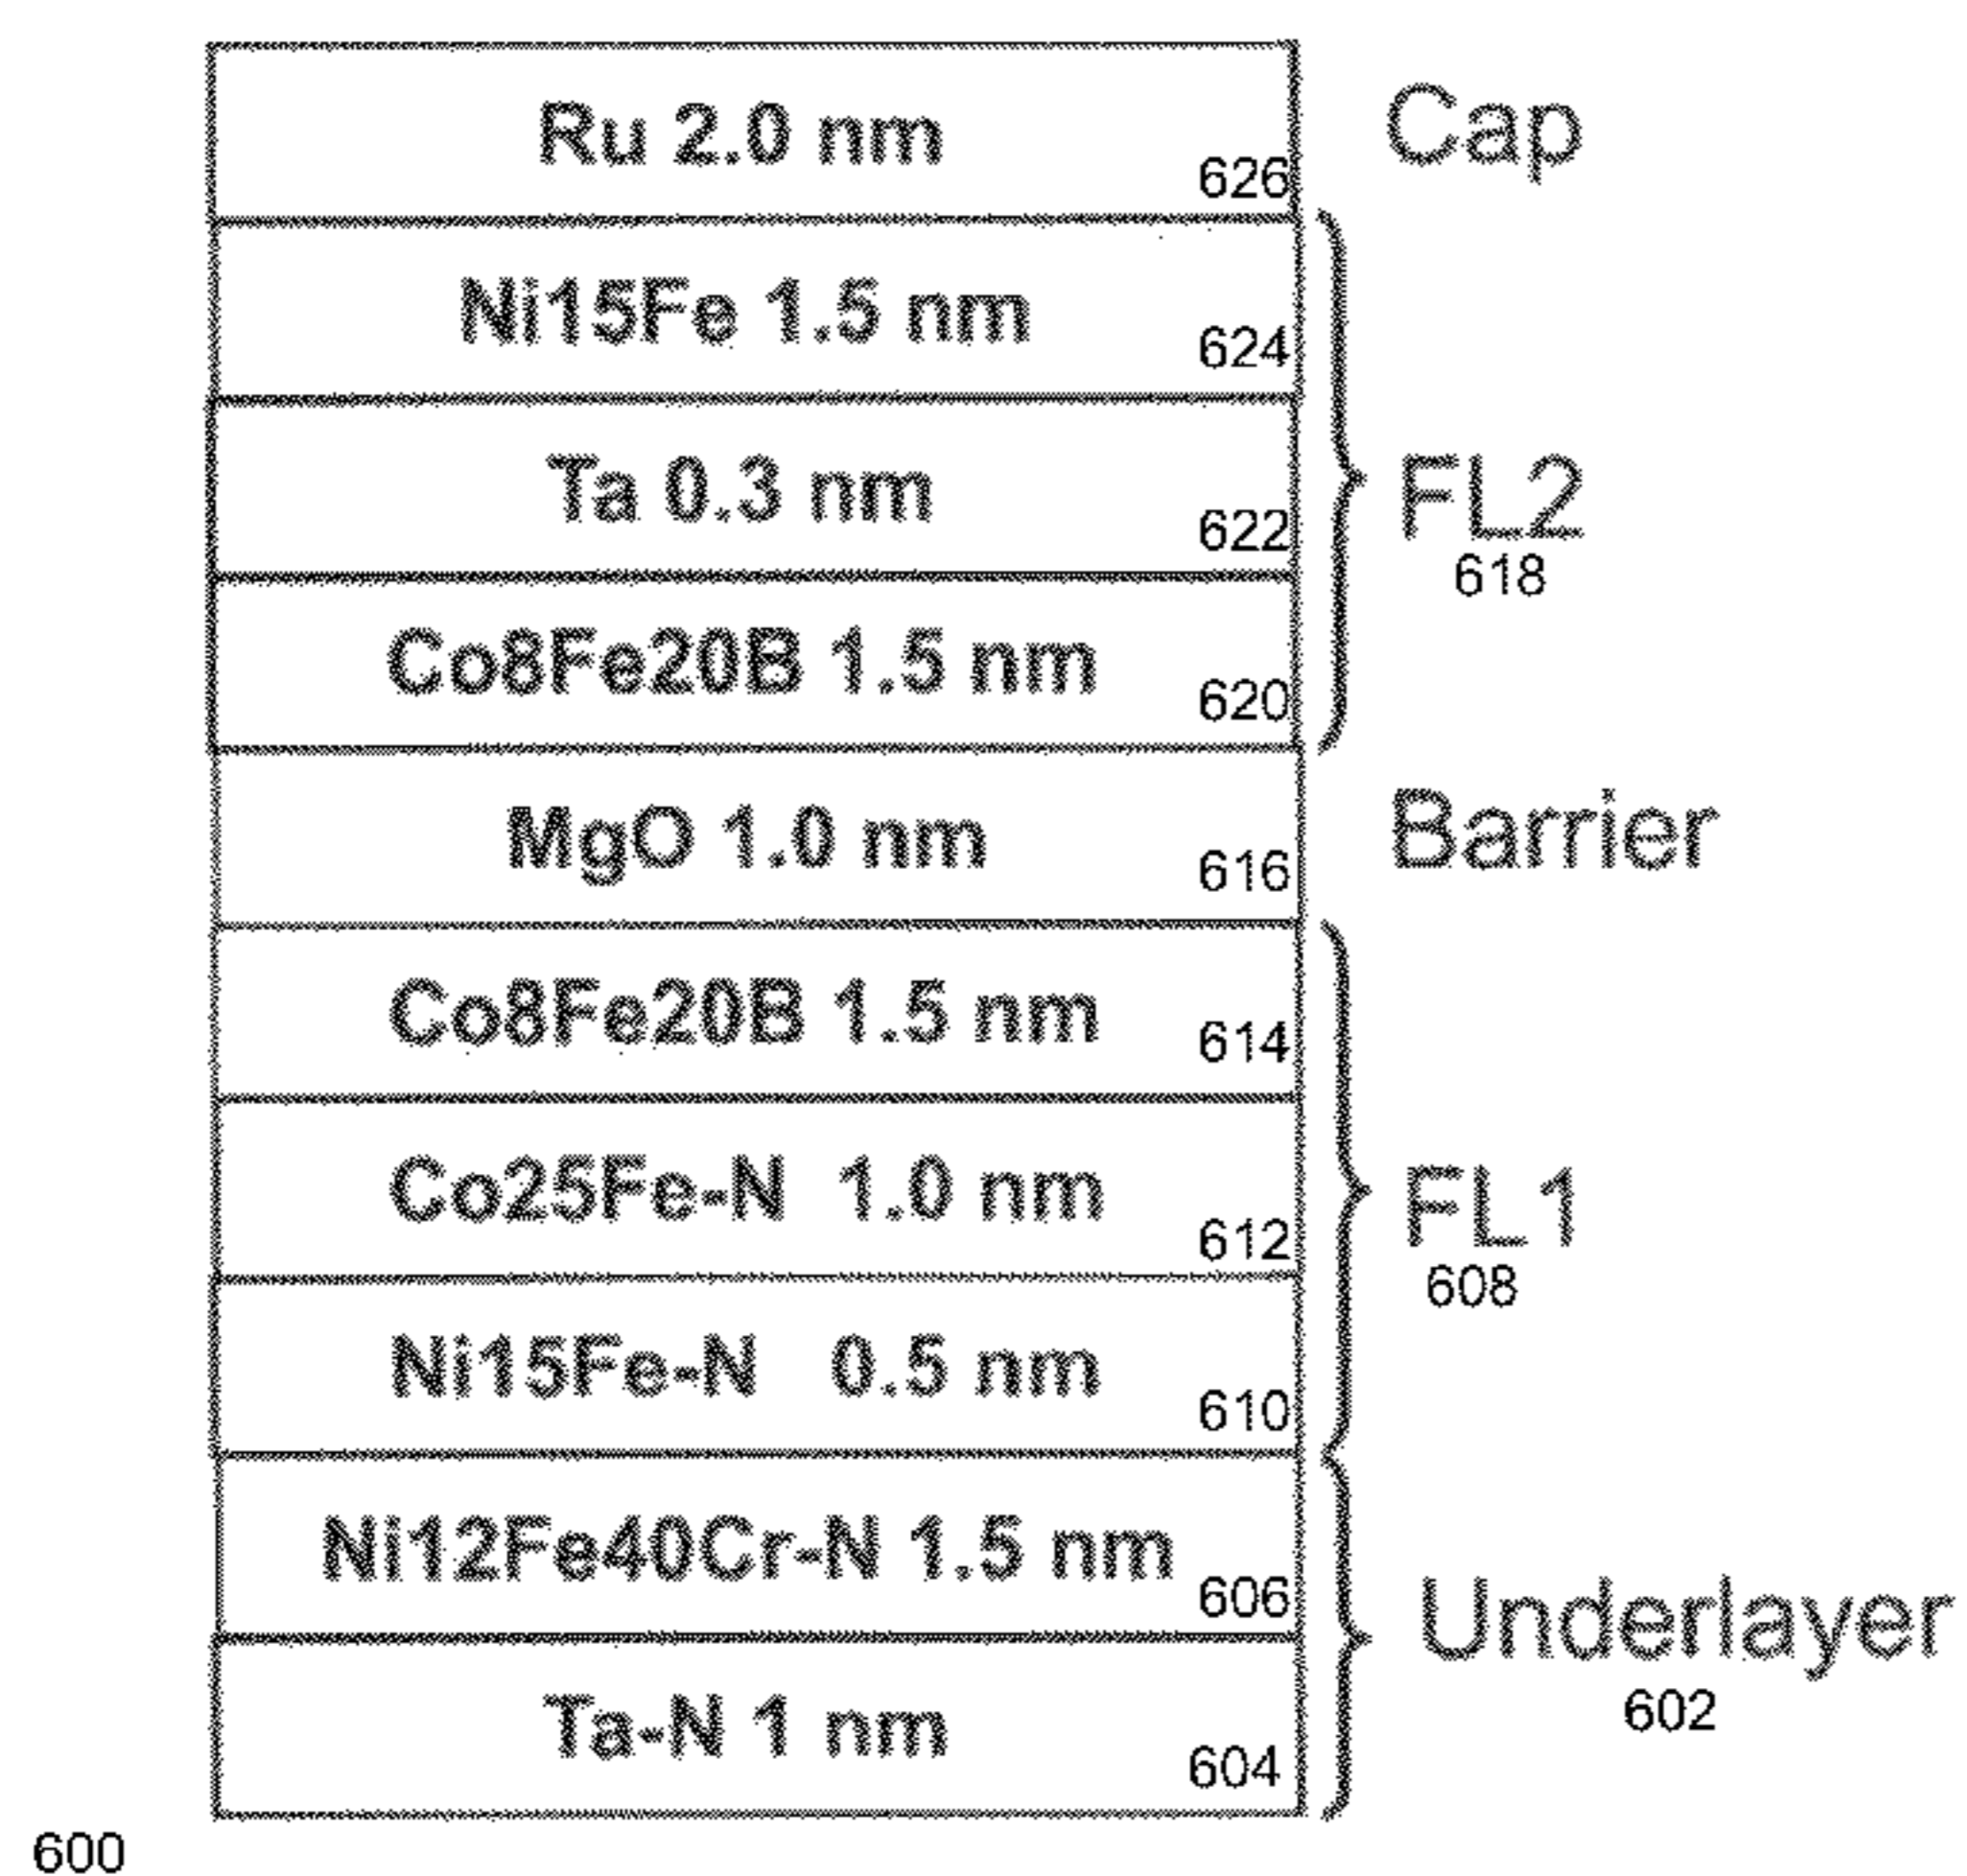 Ru 2.0 nm
626
Cap
Ni15Fe 1.5 nm
624
Ta 0.3 nm
622
FL2
618
Co8Fe20B 1.5 nm
620
MgO 1.0 nm
616
Barrier
Co8Fe20B 1.5 nm
614
Co25Fe-N 1.0 nm
612
FL1
608
Ni15Fe-N 0.5 nm
610
Ni12Fe40Cr-N 1.5 nm
606
Underlayer
602
Ta-N 1 nm
604
600